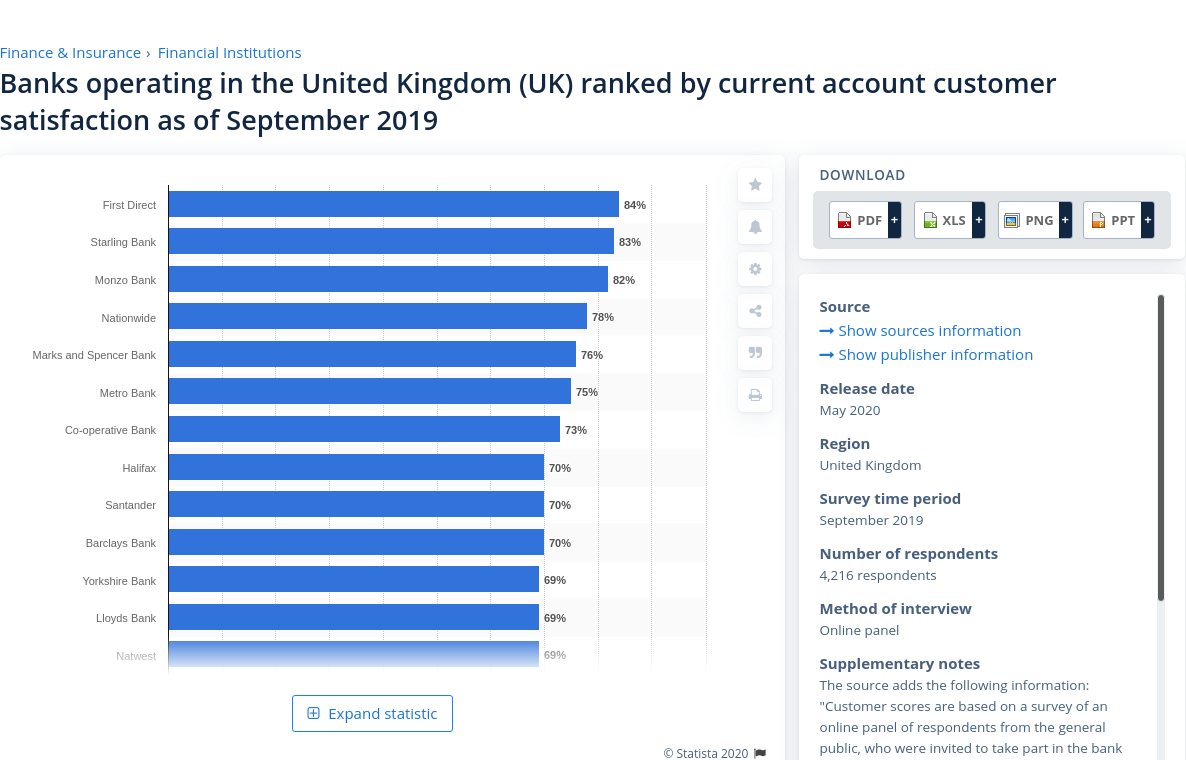 Finance & Insurance › Financial Institutions
Banks operating in the United Kingdom (UK) ranked by current account customer
satisfaction as of September 2019
First Direct 84%
Starling Bank 83%
Monzo Bank 82%
Nationwide 78%
Marks and Spencer Bank 76%
Metro Bank 75%
Co-operative Bank 73%
Halifax 70%
Santander 70%
Barclays Bank 70%
Yorkshire Bank 69%
Lloyds Bank 69%
Natwest 69%
Expand statistic
© Statista 2020
DOWNLOAD
PDF + XLS + PNG + PPT +
Source
Show sources information
Show publisher information
Release date
May 2020
Region
United Kingdom
Survey time period
September 2019
Number of respondents
4,216 respondents
Method of interview
Online panel
Supplementary notes
The source adds the following information:
"Customer scores are based on a survey of an
online panel of respondents from the general
public, who were invited to take part in the bank